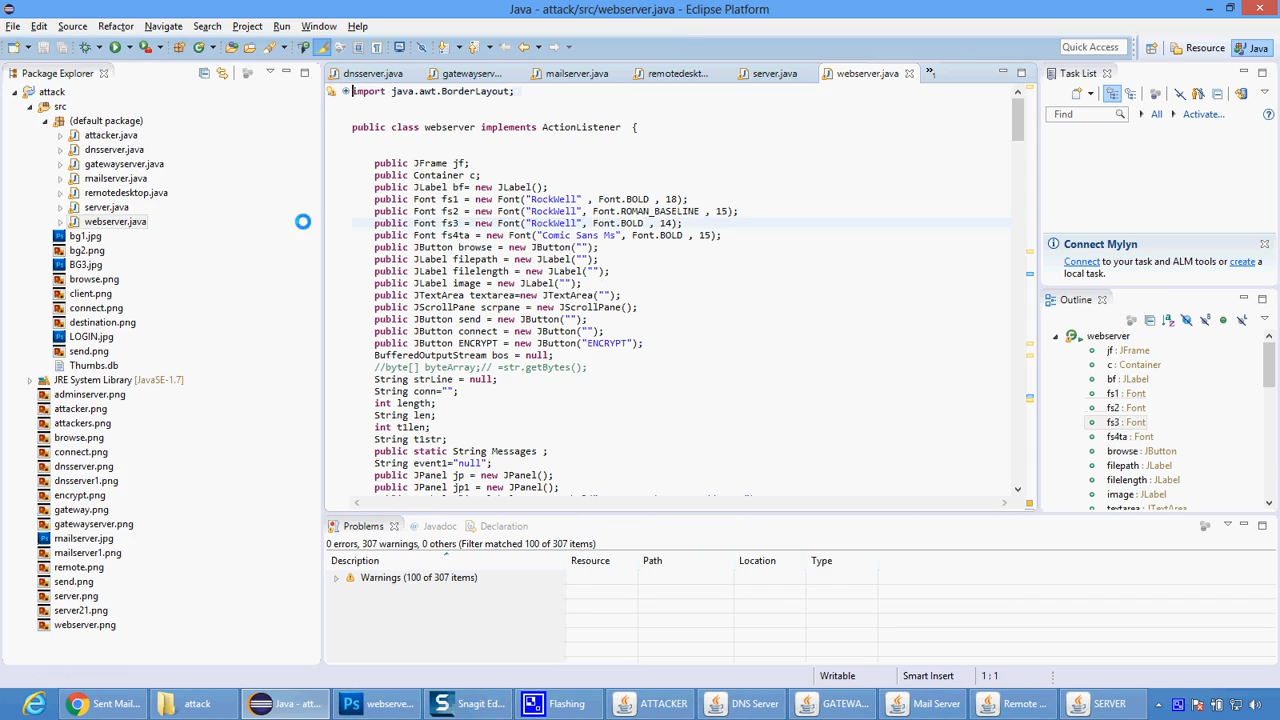 Java - attack/src/webserver.java - Eclipse Platform
File Edit Source Refactor Navigate Search Project Run Window Help
Quick Access Resource Java
Package Explorer
attack
src
(default package)
attacker.java
dnsserver.java
gatewayserver.java
mailserver.java
remotedesktop.java
server.java
webserver.java
bg1.jpg
bg2.png
BG3.jpg
browse.png
client.png
connect.png
destination.png
LOGIN.jpg
send.png
Thumbs.db
JRE System Library [JavaSE-1.7]
adminserver.png
attacker.png
attackers.png
browse.png
connect.png
dnsserver.png
dnsserver1.png
encrypt.png
gateway.png
gatewayserver.png
mailserver.jpg
mailserver1.png
remote.png
send.png
server.png
server21.png
webserver.png
dnsserver.java gatewayserv... mailserver.java remotedeskt... server.java webserver.java »1
import java.awt.BorderLayout;
public class webserver implements ActionListener {
public JFrame jf;
public Container c;
public JLabel bf= new JLabel();
public Font fs1 = new Font("RockWell" , Font.BOLD , 18);
public Font fs2 = new Font("RockWell", Font.ROMAN_BASELINE , 15);
public Font fs3 = new Font("RockWell", Font.BOLD , 14);
public Font fs4ta = new Font("Comic Sans Ms", Font.BOLD , 15);
public JButton browse = new JButton("");
public JLabel filepath = new JLabel("");
public JLabel filelength = new JLabel("");
public JLabel image = new JLabel("");
public JTextArea textarea=new JTextArea("");
public JScrollPane scrpane = new JScrollPane();
public JButton send = new JButton("");
public JButton connect = new JButton("");
public JButton ENCRYPT = new JButton("ENCRYPT");
BufferedOutputStream bos = null;
//byte[] byteArray;// =str.getBytes();
String strLine = null;
String conn="";
int length;
String len;
int t1len;
String t1str;
public static String Messages ;
String event1="null";
public JPanel jp = new JPanel();
public JPanel jp1 = new JPanel();
Task List
Find All Activate...
Connect Mylyn
Connect to your task and ALM tools or create a
local task.
Outline
webserver
jf : JFrame
c : Container
bf : JLabel
fs1 : Font
fs2 : Font
fs3 : Font
fs4ta : Font
browse : JButton
filepath : JLabel
filelength : JLabel
image : JLabel
textarea : JTextArea
Problems Javadoc Declaration
0 errors, 307 warnings, 0 others (Filter matched 100 of 307 items)
Description Resource Path Location Type
Warnings (100 of 307 items)
Writable Smart Insert 1 : 1
Sent Mail... attack Java - att... webserve... Snagit Ed... Flashing ATTACKER DNS Server GATEWA... Mail Server Remote ... SERVER